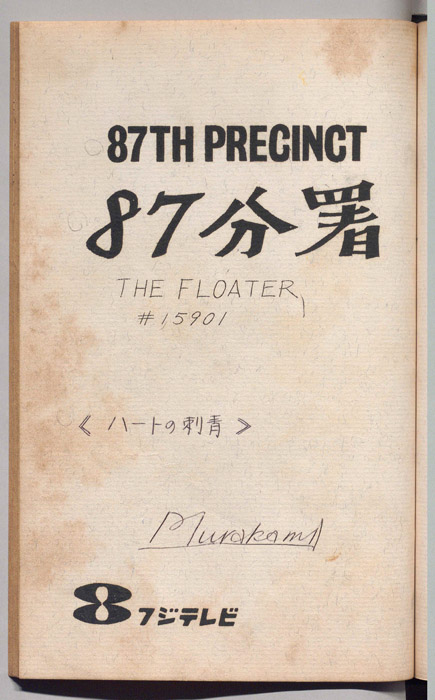 87TH PRECINCT
87分署
THE FLOATER
#15901
《ハートの刺青》
Murakami
8 フジテレビ